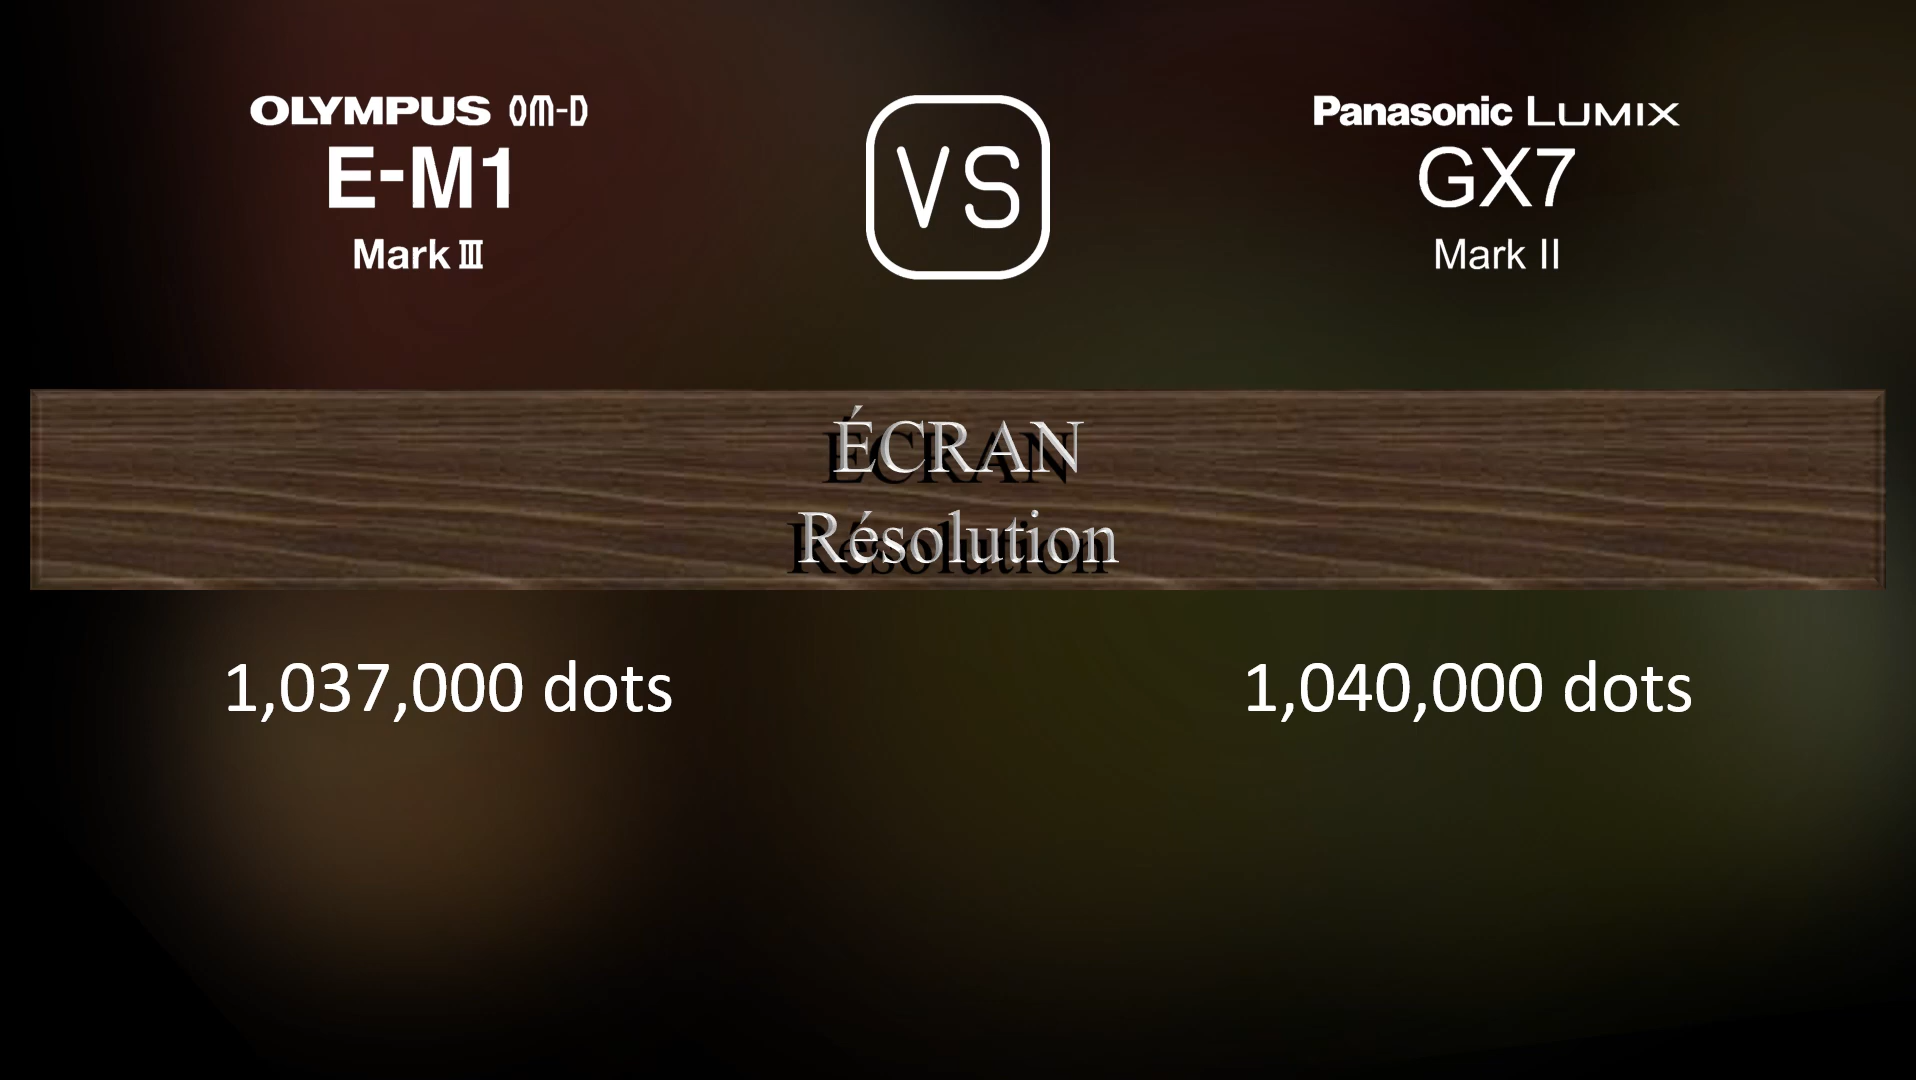 OLYMPUS OM-D
E-M1
Mark III
VS
Panasonic LUMIX
GX7
Mark II
ÉCRAN
Résolution
1,037,000 dots
1,040,000 dots